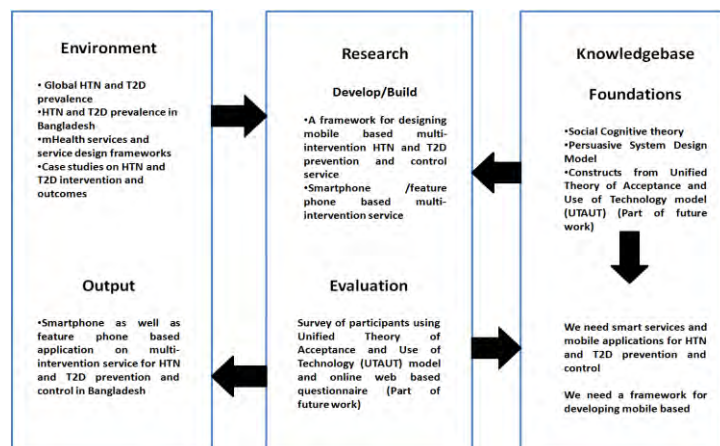 Environment
• Global HTN and T2D
prevalence
•HTN and T2D prevalence in
Bangladesh
•mHealth services and
service design frameworks
•Case studies on HTN and
T2D intervention and
outcomes
Output
•Smartphone as well as
feature phone based
application on multi-
intervention service for HTN
and T2D prevention and
control in Bangladesh
Research
Develop/Build
•A framework for designing
mobile based multi-
intervention HTN and T2D
prevention and control
service
•Smartphone /feature
phone based multi-
intervention service
Evaluation
Survey of participants using
Unified Theory of
Acceptance and Use of
Technology (UTAUT) model
and online web based
questionnaire (Part of
future work)
Knowledgebase
Foundations
•Social Cognitive theory
•Persuasive System Design
Model
•Constructs from Unified
Theory of Acceptance and
Use of Technology model
(UTAUT) (Part of future
work)
We need smart services and
mobile applications for HTN
and T2D prevention and
control
We need a framework for
developing mobile based